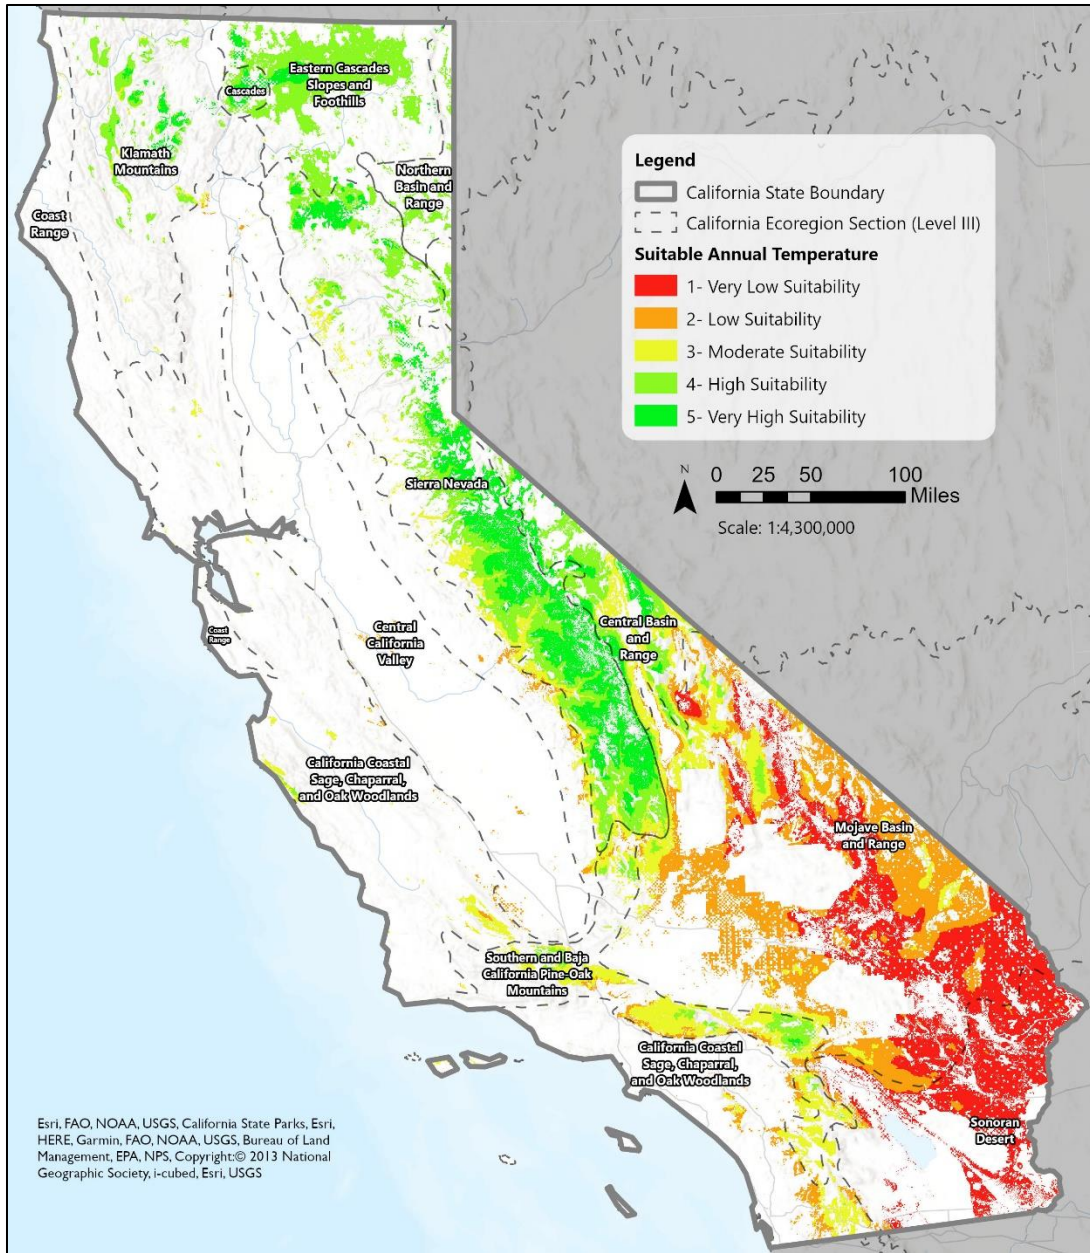 Eastern Cascades
Slopes and
Foothills
Cascades
Klamath
Mountains
Northern
Basin and
Range
Coast
Range
Legend
California State Boundary
California Ecoregion Section (Level III)
Suitable Annual Temperature
1- Very Low Suitability
2- Low Suitability
3- Moderate Suitability
4- High Suitability
5- Very High Suitability
N
0 25 50 100
Miles
Scale: 1:4,300,000
Sierra Nevada
Central Basin
and
Range
Coast
Range
Central
California
Valley
California Coastal
Sage, Chaparral,
and Oak Woodlands
Mojave Basin
and Range
Southern and Baja
California Pine-Oak
Mountains
California Coastal
Sage, Chaparral,
and Oak Woodlands
Sonoran
Desert
Esri, FAO, NOAA, USGS, California State Parks, Esri,
HERE, Garmin, FAO, NOAA, USGS, Bureau of Land
Management, EPA, NPS, Copyright:© 2013 National
Geographic Society, i-cubed, Esri, USGS